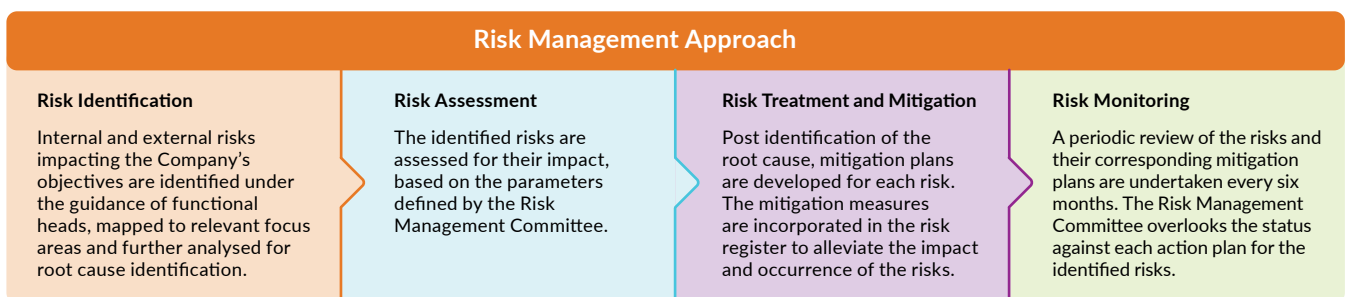 Risk Management Approach
Risk Identification
Internal and external risks
impacting the Company's
objectives are identified under
the guidance of functional
heads, mapped to relevant focus
areas and further analysed for
root cause identification.
Risk Assessment
The identified risks are
assessed for their impact,
based on the parameters
defined by the Risk
Management Committee.
Risk Treatment and Mitigation
Post identification of the
root cause, mitigation plans
are developed for each risk.
The mitigation measures
are incorporated in the risk
register to alleviate the impact
and occurrence of the risks.
Risk Monitoring
A periodic review of the risks and
their corresponding mitigation
plans are undertaken every six
months. The Risk Management
Committee overlooks the status
against each action plan for the
identified risks.